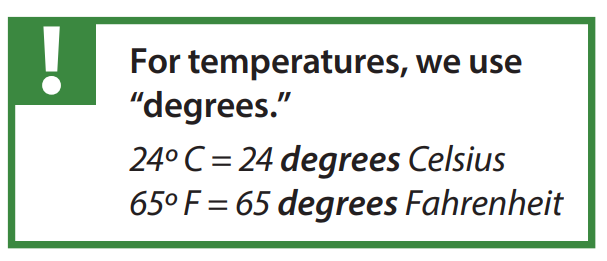 !
For temperatures, we use
“degrees.”
24º C = 24 degrees Celsius
65º F = 65 degrees Fahrenheit